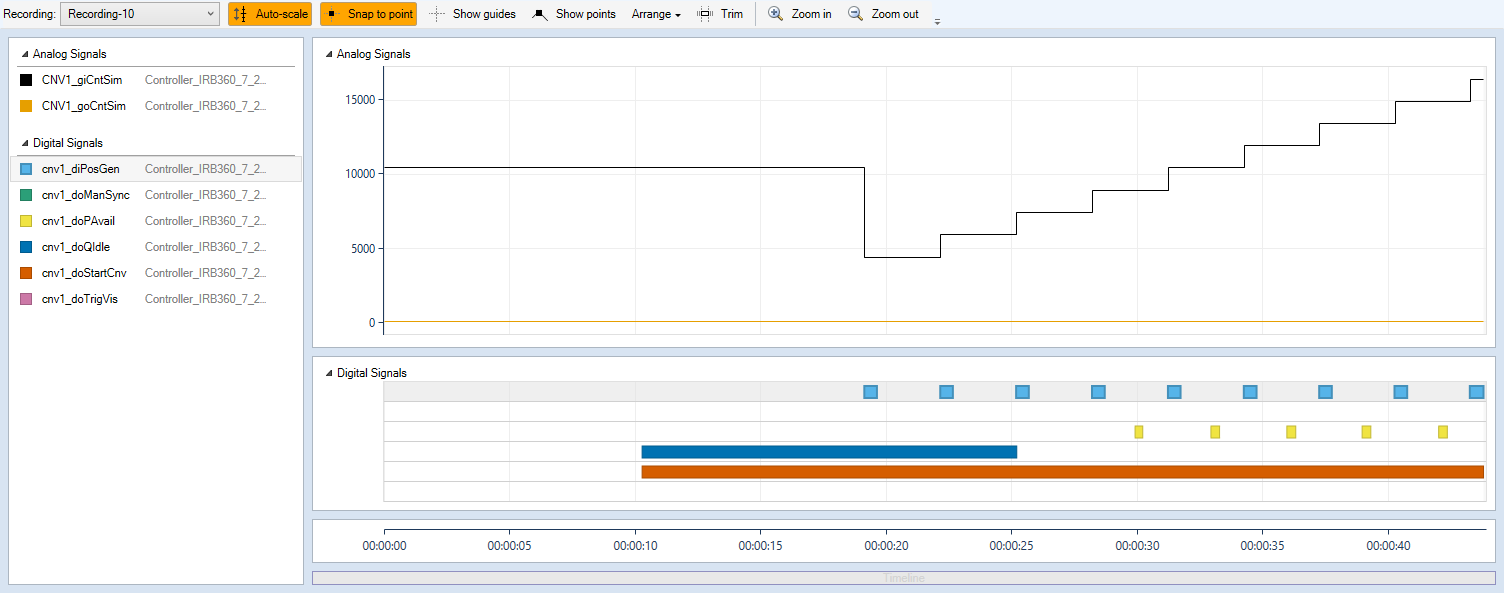 Recording: Recording-10 Auto-scale Snap to point Show guides Show points Arrange Trim Zoom in Zoom out
Analog Signals
CNV1_giCntSim Controller_IRB360_7_2...
CNV1_goCntSim Controller_IRB360_7_2...
Digital Signals
cnv1_diPosGen Controller_IRB360_7_2...
cnv1_doManSync Controller_IRB360_7_2...
cnv1_doPAvail Controller_IRB360_7_2...
cnv1_doQIdle Controller_IRB360_7_2...
cnv1_doStartCnv Controller_IRB360_7_2...
cnv1_doTrigVis Controller_IRB360_7_2...
Analog Signals
15000
10000
5000
0
Digital Signals
00:00:00 00:00:05 00:00:10 00:00:15 00:00:20 00:00:25 00:00:30 00:00:35 00:00:40
Timeline